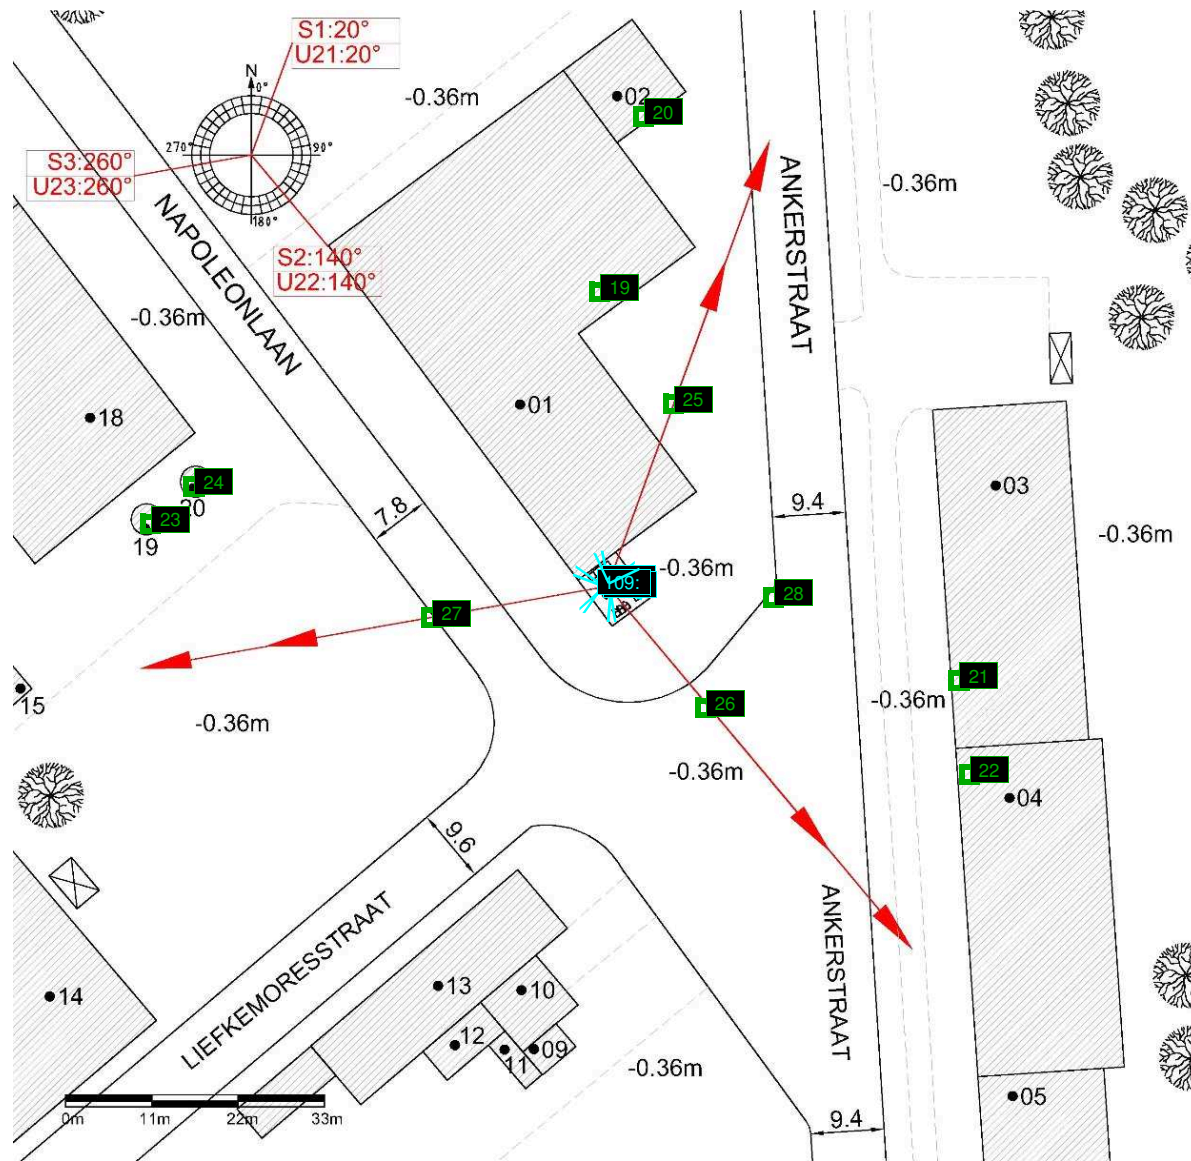 S1:20°
U21:20°
N
0°
90°
180°
270°
S3:260°
U23:260°
S2:140°
U22:140°
-0.36m
02
20
ANKERSTRAAT
-0.36m
NAPOLEONLAAN
-0.36m
19
01
25
18
24
20
23
19
7.8
9.4
03
-0.36m
-0.36m
109:
28
27
21
-0.36m
26
15
-0.36m
-0.36m
22
04
9.6
LIEFKEMORESSTRAAT
ANKERSTRAAT
14
13
10
12
11
09
-0.36m
05
9.4
0m
11m
22m
33m